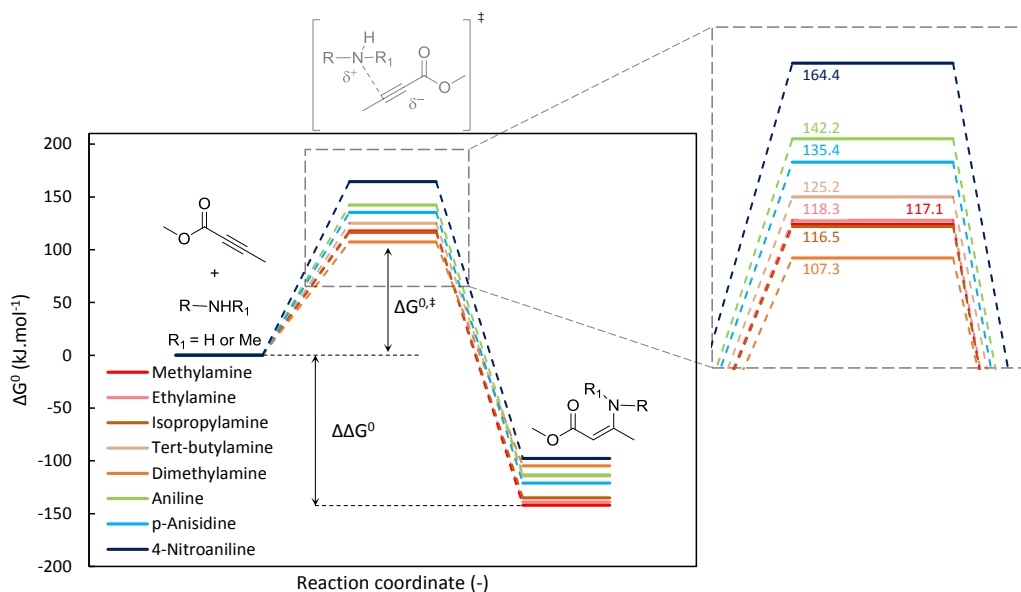 ‡
H
R
N
R₁
δ⁺
O
O
δ⁻
200
150
100
50
0
-50
-100
-150
-200
ΔG⁰ (kJ.mol⁻¹)
O
O
+
R—NHR₁
R₁ = H or Me
ΔG⁰,‡
ΔΔG⁰
Methylamine
Ethylamine
Isopropylamine
Tert-butylamine
Dimethylamine
Aniline
p-Anisidine
4-Nitroaniline
R₁
N
R
O
O
Reaction coordinate (-)
164.4
142.2
135.4
125.2
118.3 117.1
116.5
107.3